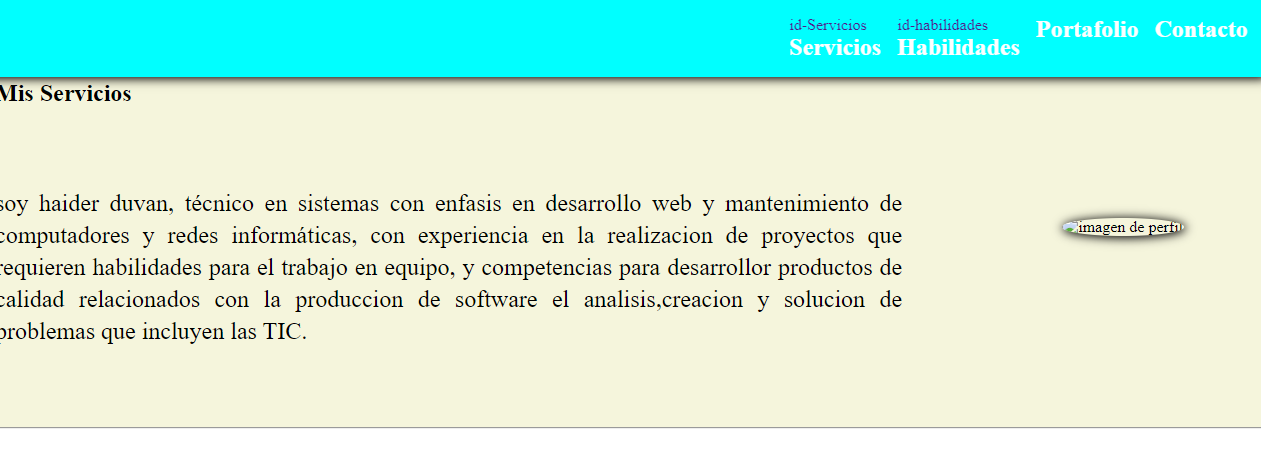 id-Servicios id-habilidades
Servicios Habilidades Portafolio Contacto
Mis Servicios
soy haider duvan, técnico en sistemas con enfasis en desarrollo web y mantenimiento de
computadores y redes informáticas, con experiencia en la realizacion de proyectos que
requieren habilidades para el trabajo en equipo, y competencias para desarrollor productos de
calidad relacionados con la produccion de software el analisis,creacion y solucion de
problemas que incluyen las TIC.
imagen de perfil